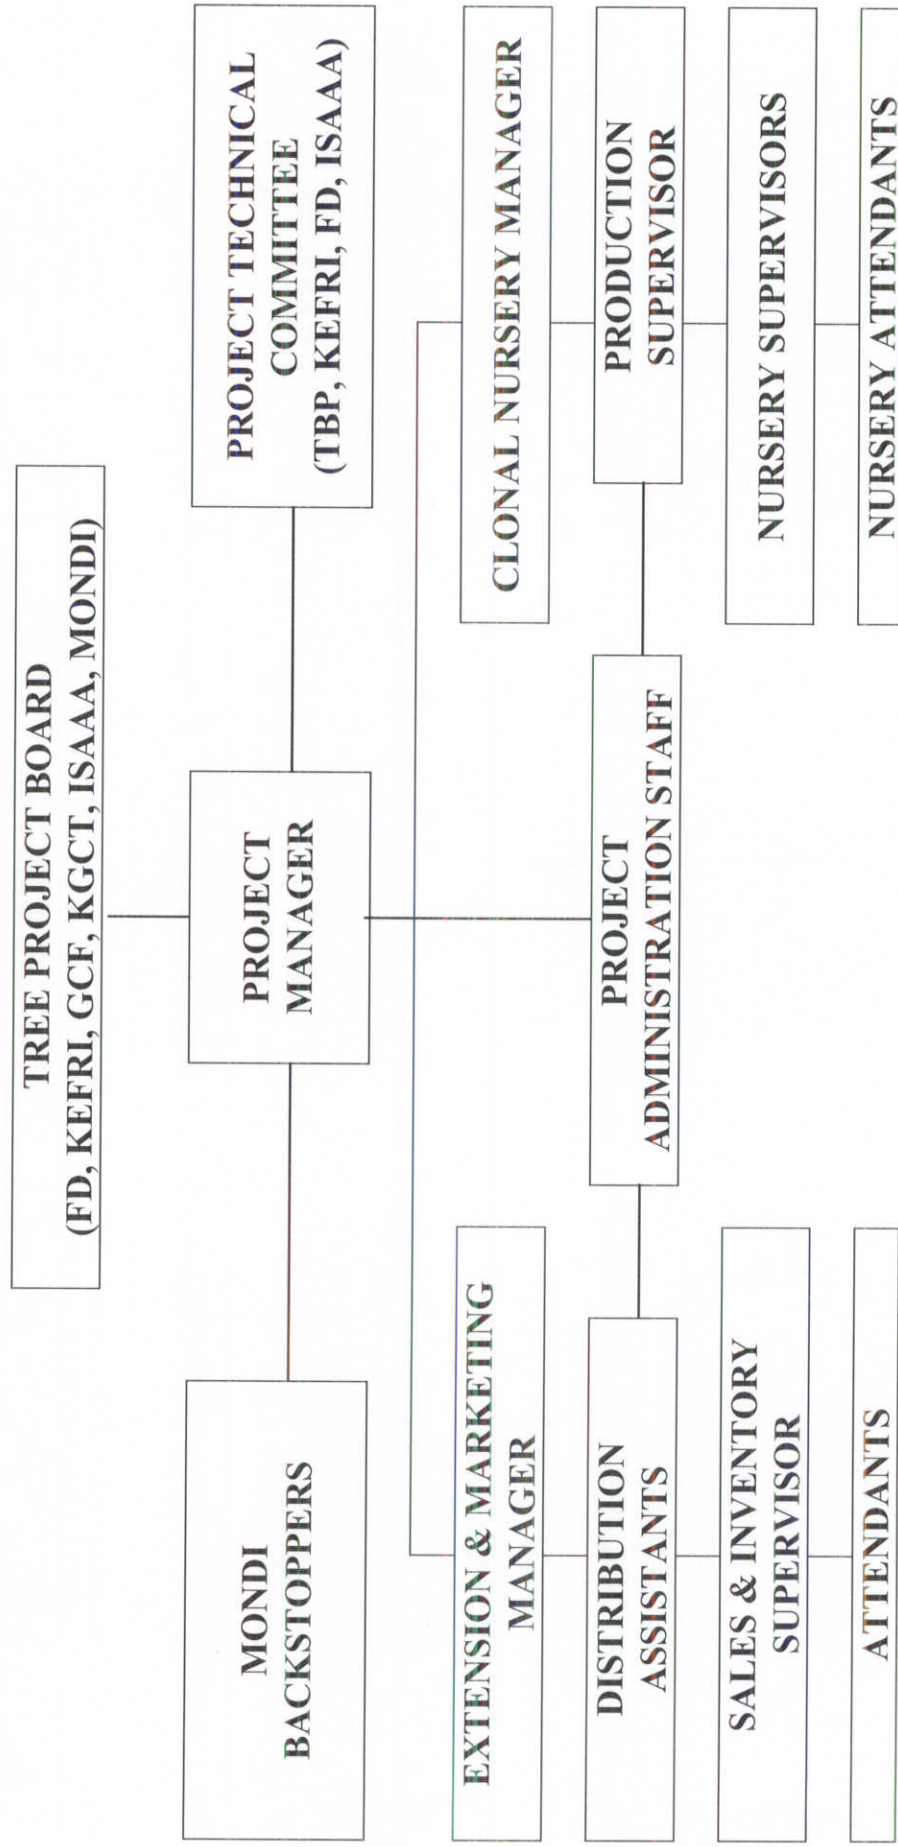 TREE PROJECT BOARD
(FD, KEFRI, GCF, KGCT, ISAAA, MONDI)
MONDI
BACKSTOPPERS
PROJECT
MANAGER
PROJECT TECHNICAL
COMMITTEE
(TBP, KEFRI, FD, ISAAA)
EXTENSION & MARKETING
MANAGER
CLONAL NURSERY MANAGER
DISTRIBUTION
ASSISTANTS
PROJECT
ADMINISTRATION STAFF
PRODUCTION
SUPERVISOR
SALES & INVENTORY
SUPERVISOR
NURSERY SUPERVISORS
ATTENDANTS
NURSERY ATTENDANTS